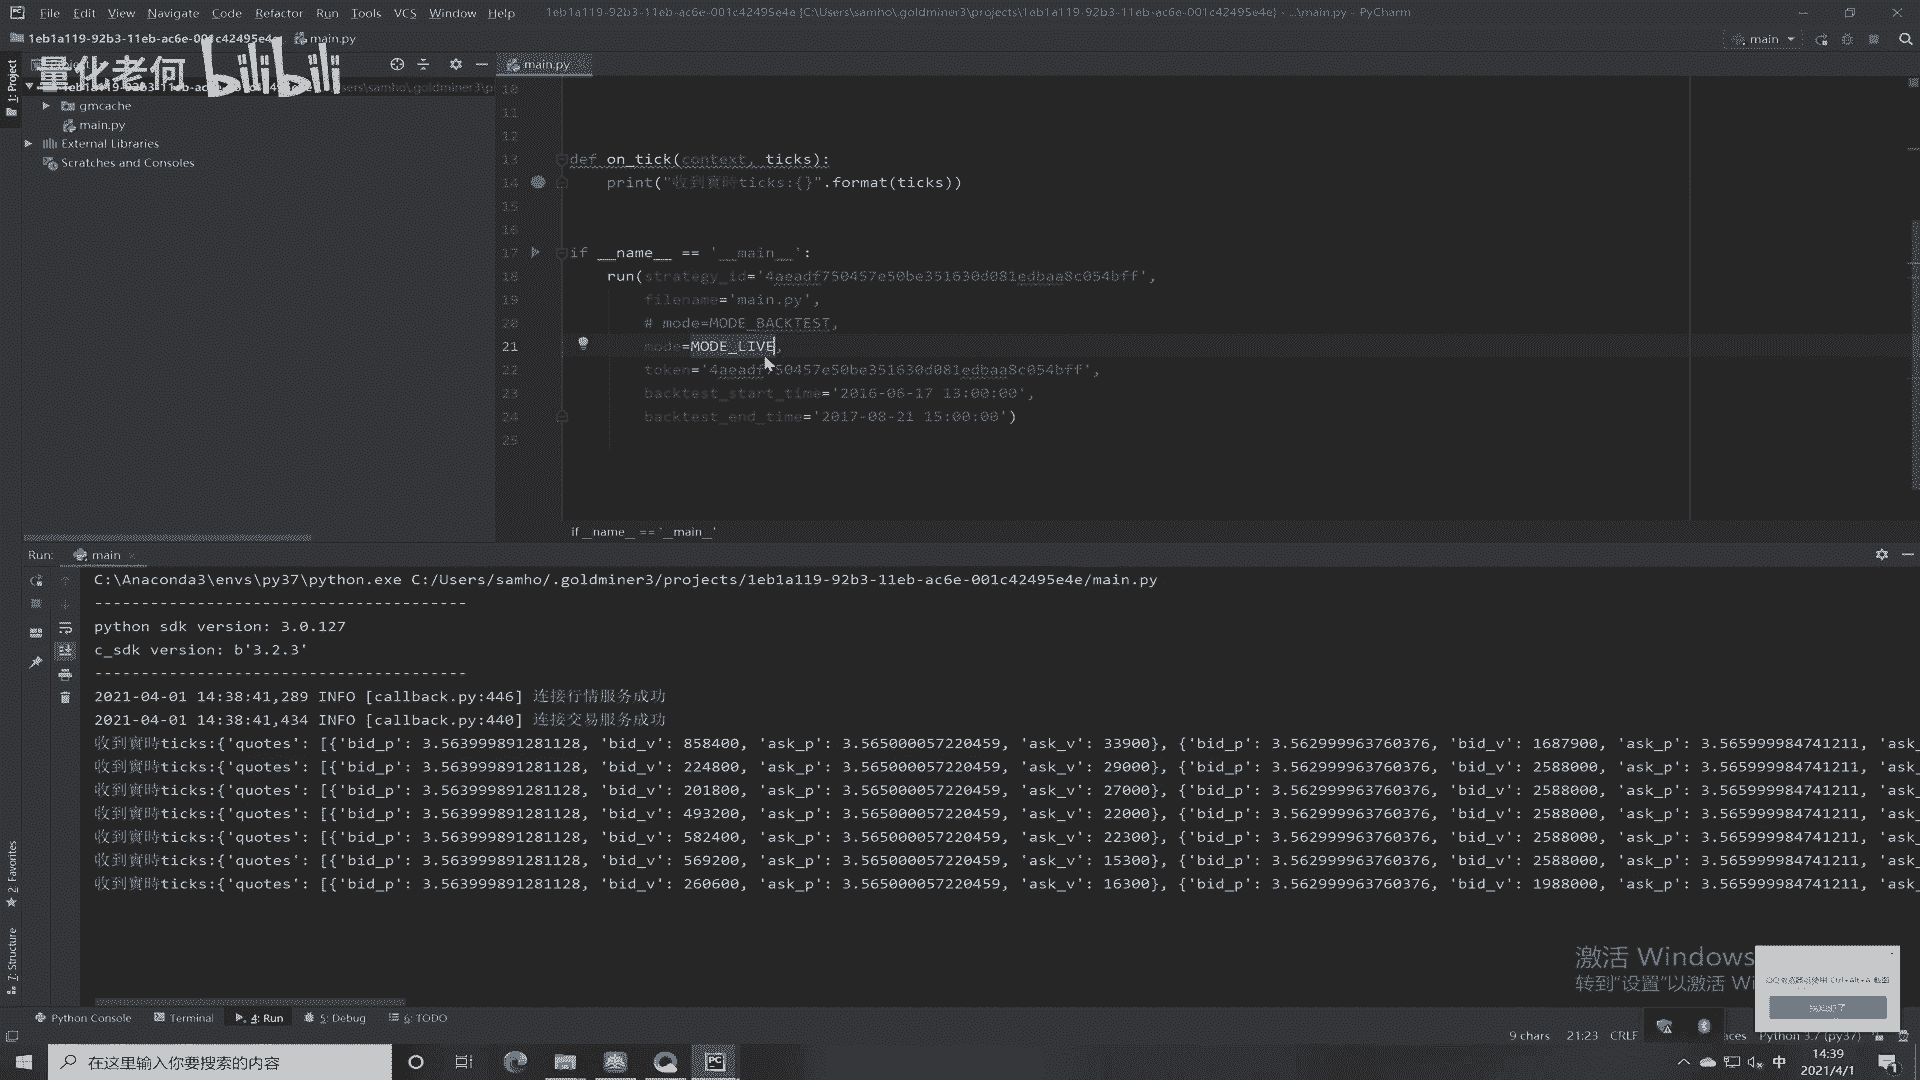 File Edit View Navigate Code Refactor Run Tools VCS Window Help
1eb1a119-92b3-11eb-ac6e-001c42495e4e [C:\Users\samho\.goldminer3\projects\1eb1a119-92b3-11eb-ac6e-001c42495e4e] - ...\main.py - PyCharm
1eb1a119-92b3-11eb-ac6e-001c42495e4e main.py
main
量化老何 bilibili
1: Project
main.py
gmcache
main.py
External Libraries
Scratches and Consoles
10
11
12
13 def on_tick(context, ticks):
14 print("收到實時ticks:{}".format(ticks))
15
16
17 if __name__ == '__main__':
18 run(strategy_id='4aeadf750457e50be351630d081edbaa8c054bff',
19 filename='main.py',
20 # mode=MODE_BACKTEST,
21 mode=MODE_LIVE,
22 token='4aeadf750457e50be351630d081edbaa8c054bff',
23 backtest_start_time='2016-06-17 13:00:00',
24 backtest_end_time='2017-08-21 15:00:00')
25
if __name__ == '__main__'
Run: main
C:\Anaconda3\envs\py37\python.exe C:/Users/samho/.goldminer3/projects/1eb1a119-92b3-11eb-ac6e-001c42495e4e/main.py
----------------------------------------
python sdk version: 3.0.127
c_sdk version: b'3.2.3'
----------------------------------------
2021-04-01 14:38:41,289 INFO [callback.py:446] 连接行情服务成功
2021-04-01 14:38:41,434 INFO [callback.py:440] 连接交易服务成功
收到實時ticks:{'quotes': [{'bid_p': 3.563999891281128, 'bid_v': 858400, 'ask_p': 3.565000057220459, 'ask_v': 33900}, {'bid_p': 3.562999963760376, 'bid_v': 1687900, 'ask_p': 3.565999984741211, 'ask_
收到實時ticks:{'quotes': [{'bid_p': 3.563999891281128, 'bid_v': 224800, 'ask_p': 3.565000057220459, 'ask_v': 29000}, {'bid_p': 3.562999963760376, 'bid_v': 2588000, 'ask_p': 3.565999984741211, 'ask_
收到實時ticks:{'quotes': [{'bid_p': 3.563999891281128, 'bid_v': 201800, 'ask_p': 3.565000057220459, 'ask_v': 27000}, {'bid_p': 3.562999963760376, 'bid_v': 2588000, 'ask_p': 3.565999984741211, 'ask_
收到實時ticks:{'quotes': [{'bid_p': 3.563999891281128, 'bid_v': 493200, 'ask_p': 3.565000057220459, 'ask_v': 22000}, {'bid_p': 3.562999963760376, 'bid_v': 2588000, 'ask_p': 3.565999984741211, 'ask_
收到實時ticks:{'quotes': [{'bid_p': 3.563999891281128, 'bid_v': 582400, 'ask_p': 3.565000057220459, 'ask_v': 22300}, {'bid_p': 3.562999963760376, 'bid_v': 2588000, 'ask_p': 3.565999984741211, 'ask_
收到實時ticks:{'quotes': [{'bid_p': 3.563999891281128, 'bid_v': 569200, 'ask_p': 3.565000057220459, 'ask_v': 15300}, {'bid_p': 3.562999963760376, 'bid_v': 2588000, 'ask_p': 3.565999984741211, 'ask_
收到實時ticks:{'quotes': [{'bid_p': 3.563999891281128, 'bid_v': 260600, 'ask_p': 3.565000057220459, 'ask_v': 16300}, {'bid_p': 3.562999963760376, 'bid_v': 1988000, 'ask_p': 3.565999984741211, 'ask_
2: Favorites
7: Structure
激活 Windows
转到"设置"以激活 Wi
Python Console Terminal 4: Run 5: Debug 6: TODO
9 chars 21:23 CRLF aces Python 3.7 (py37)
在这里输入你要搜索的内容
中
14:39
2021/4/1